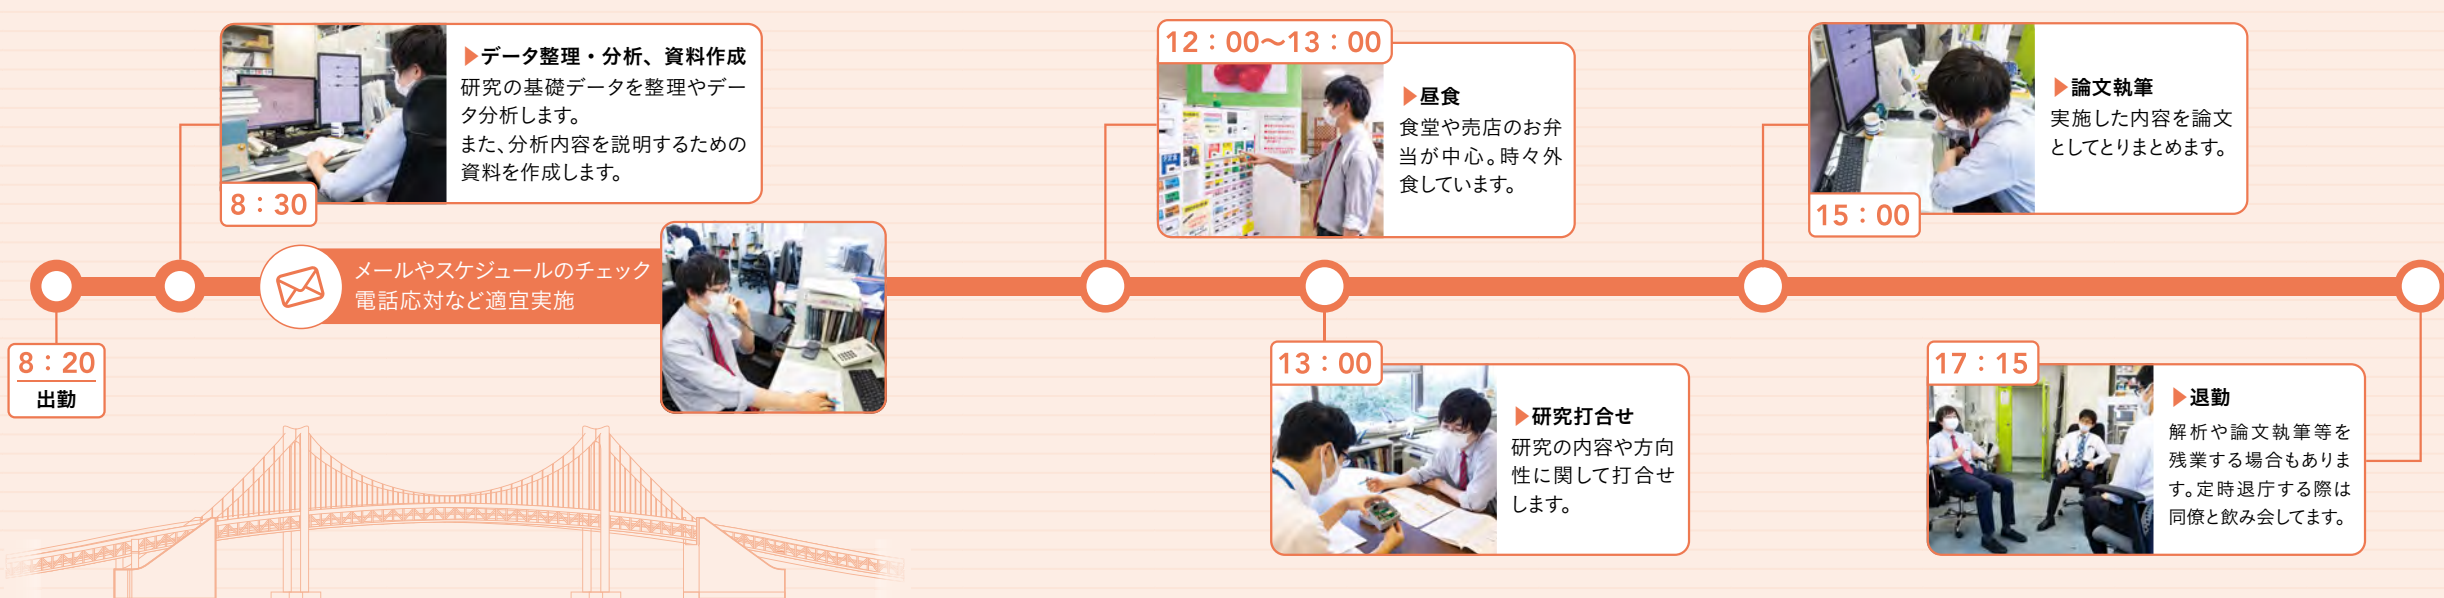 8：20
出勤
▶データ整理・分析、資料作成
研究の基礎データを整理やデー
タ分析します。
また、分析内容を説明するための
資料を作成します。
8：30
メールやスケジュールのチェック
電話応対など適宜実施
12：00〜13：00
▶昼食
食堂や売店のお弁
当が中心。時々外
食しています。
13：00
▶研究打合せ
研究の内容や方向
性に関して打合せ
します。
▶論文執筆
実施した内容を論文
としてとりまとめます。
15：00
17：15
▶退勤
解析や論文執筆等を
残業する場合もありま
す。定時退庁する際は
同僚と飲み会してます。